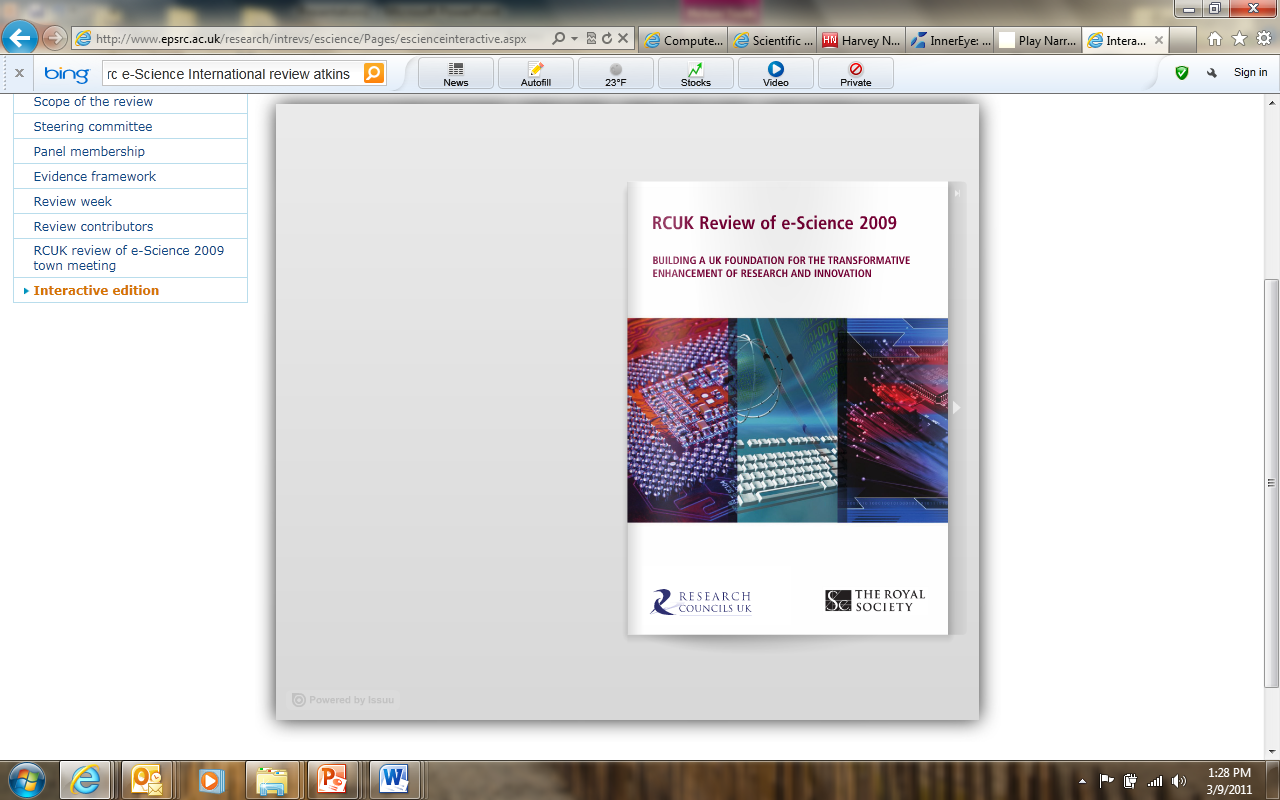 http://www.epsrc.ac.uk/research/intrevs/escience/Pages/escienceinteractive.aspx
Compute...
Scientific ...
HN
Harvey N...
InnerEye: ...
Play Narr...
Intera...
bing
rc e-Science International review atkins
News
Autofill
23°F
Stocks
Video
Private
Sign in
Scope of the review
Steering committee
Panel membership
Evidence framework
Review week
Review contributors
RCUK review of e-Science 2009
town meeting
Interactive edition
RCUK Review of e-Science 2009
BUILDING A UK FOUNDATION FOR THE TRANSFORMATIVE
ENHANCEMENT OF RESEARCH AND INNOVATION
RESEARCH
COUNCILS UK
THE ROYAL
SOCIETY
Powered by Issuu
1:28 PM
3/9/2011